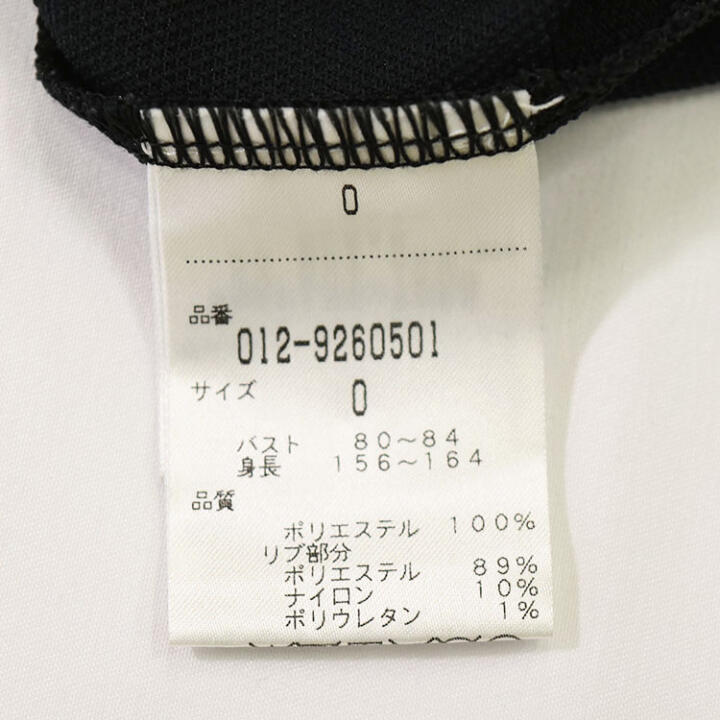 0
品番
012-9260501
サイズ 0
バスト 80～84
身長 156～164
品質
ポリエステル 100%
リブ部分
ポリエステル 89%
ナイロン 10%
ポリウレタン 1%